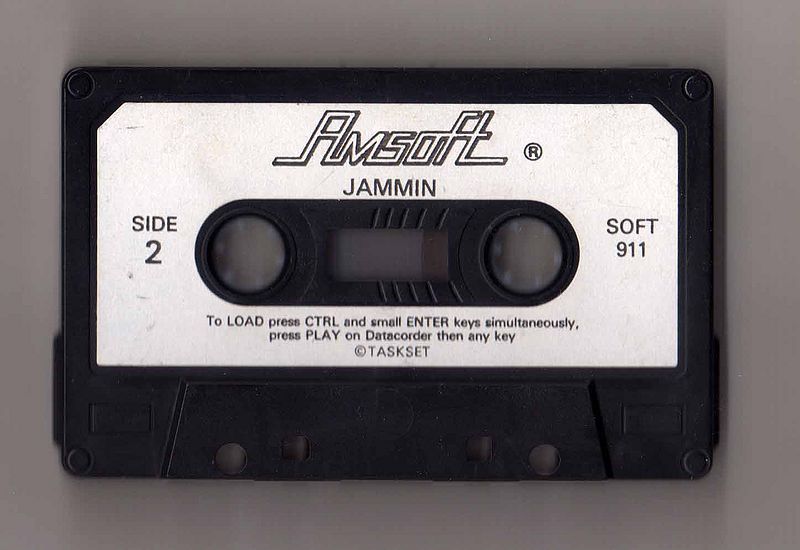 Amsoft ®
JAMMIN
SIDE
2
SOFT
911
To LOAD press CTRL and small ENTER keys simultaneously,
press PLAY on Datacorder then any key
©TASKSET